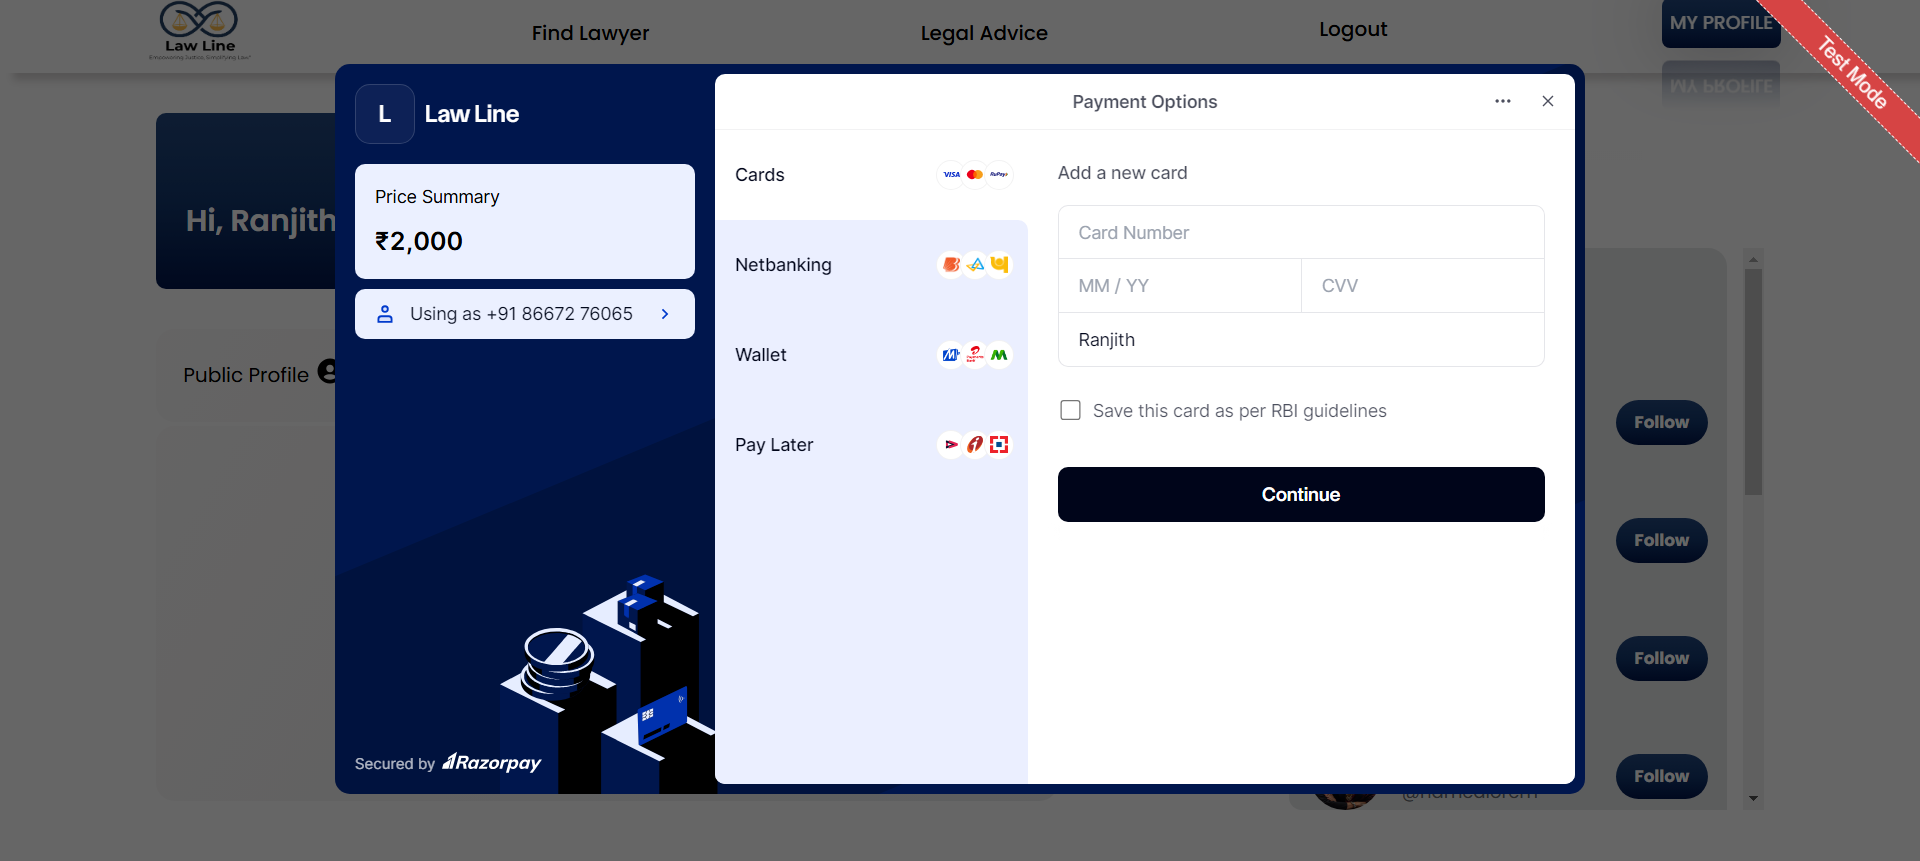 Law Line
Empowering Justice, Simplifying Law"
Find Lawyer
Legal Advice
Logout
MY PROFILE
MY PROFILE
Test Mode
Hi, Ranjith
Public Profile
L
Law Line
Price Summary
₹2,000
Using as +91 86672 76065
Secured by Razorpay
Payment Options
Cards
VISA
RuPay
Netbanking
Wallet
Pay Later
Add a new card
Card Number
MM / YY
CVV
Ranjith
Save this card as per RBI guidelines
Continue
Follow
Follow
Follow
Follow